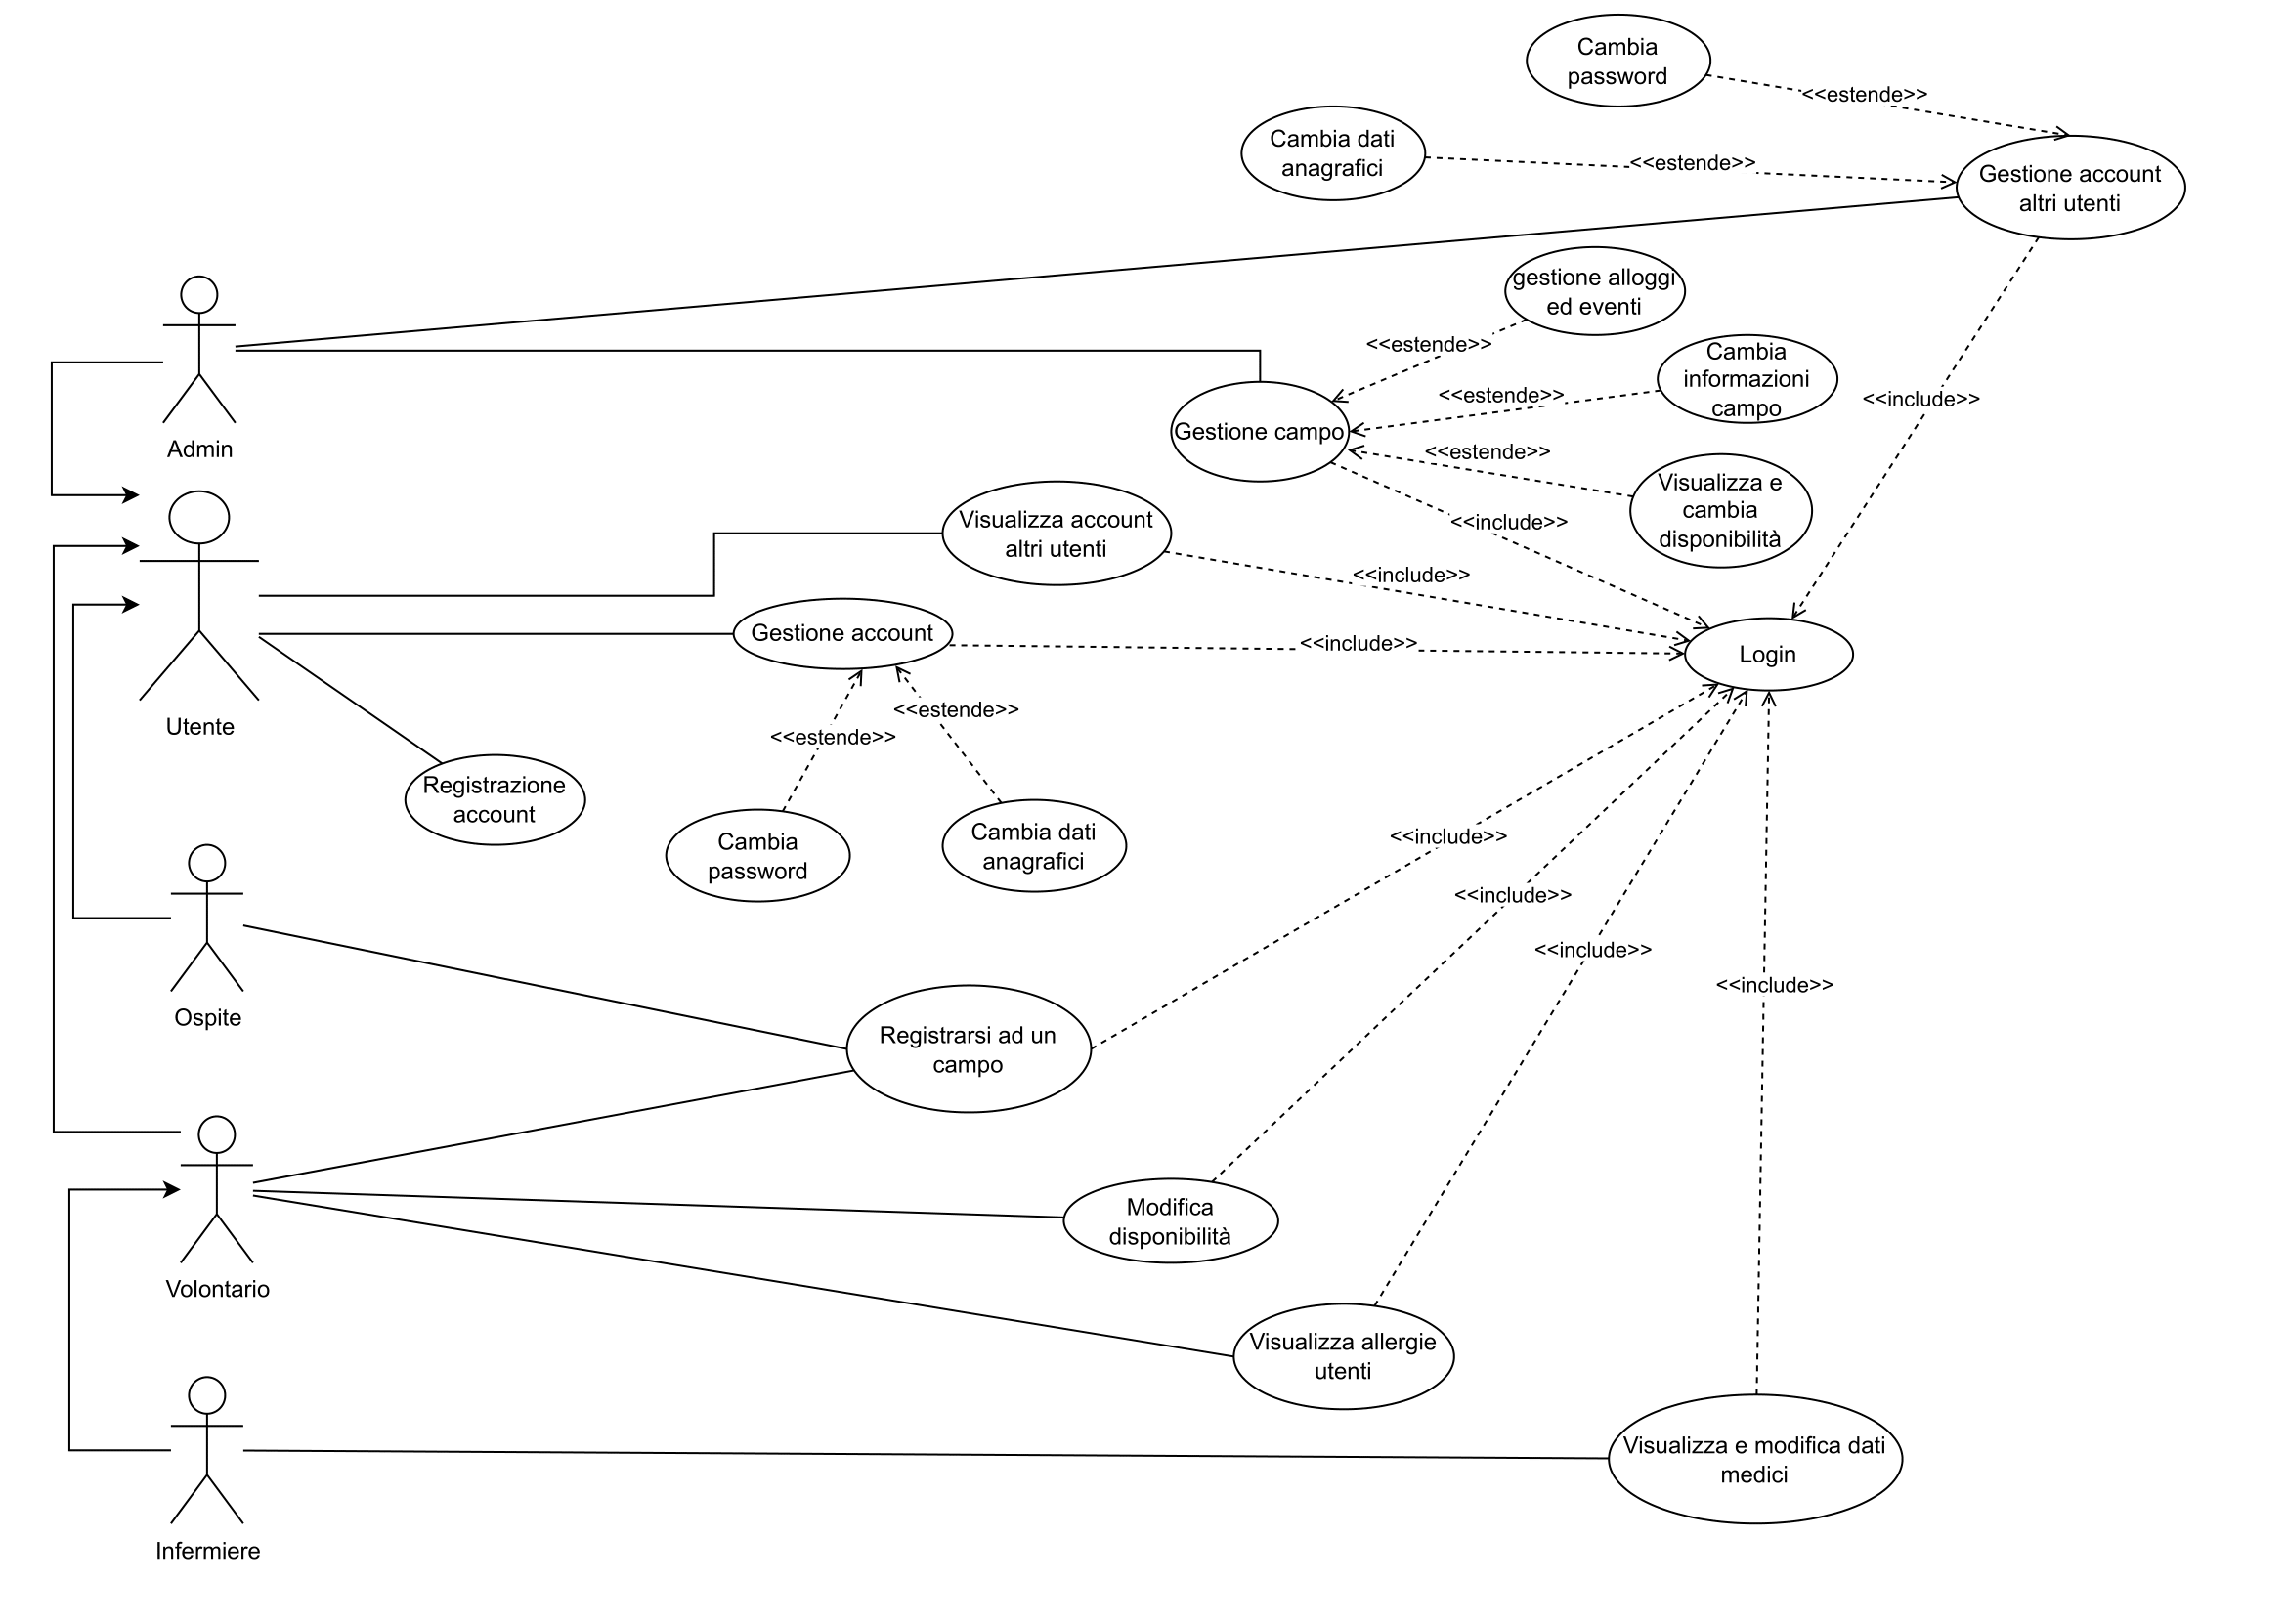 Cambia
password
<<estende>>
Cambia dati
anagrafici
<<estende>>
Gestione account
altri utenti
gestione alloggi
ed eventi
<<estende>>
Cambia
informazioni
campo
<<estende>>
<<include>>
Gestione campo
Admin
<<estende>>
Visualizza e
cambia
disponibilità
Visualizza account
altri utenti
<<include>>
<<include>>
Gestione account
<<include>>
Login
Utente
<<estende>>
<<estende>>
Registrazione
account
Cambia
password
Cambia dati
anagrafici
<<include>>
<<include>>
<<include>>
<<include>>
Ospite
Registrarsi ad un
campo
Modifica
disponibilità
Volontario
Visualizza allergie
utenti
Visualizza e modifica dati
medici
Infermiere